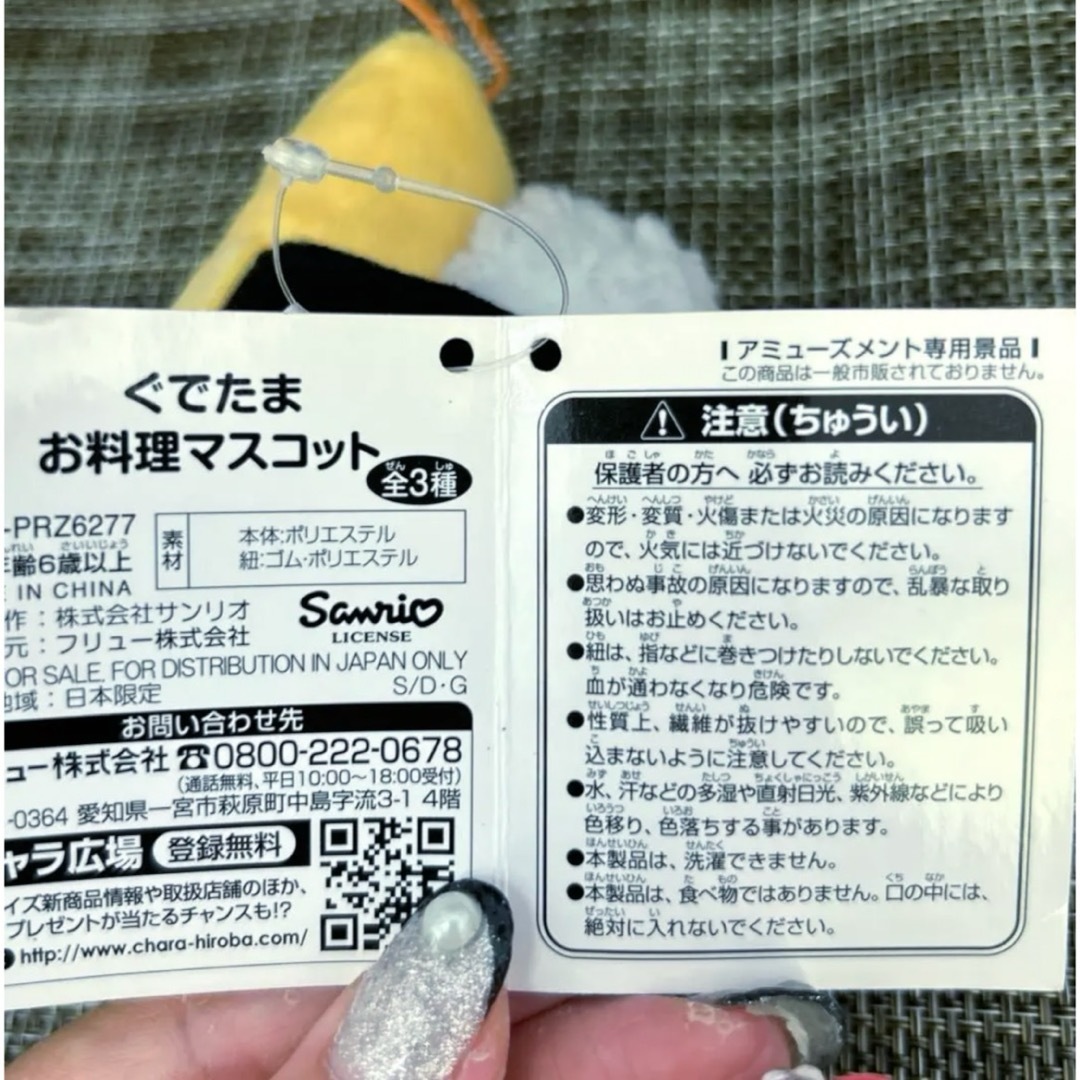 ぐでたま
お料理マスコット 全3種
-PRZ6277
年齢6歳以上
素材
本体:ポリエステル
紐:ゴム・ポリエステル
IN CHINA
作:株式会社サンリオ
元:フリュー株式会社
Sanrio
LICENSE
OR SALE. FOR DISTRIBUTION IN JAPAN ONLY
地域:日本限定 S/D・G
お問い合わせ先
ュー株式会社 ☎0800-222-0678
(通話無料、平日10:00~18:00受付)
-0364 愛知県一宮市萩原町中島字流3-1 4階
ャラ広場 登録無料
イズ新商品情報や取扱店舗のほか、
プレゼントが当たるチャンスも!?
●http://www.chara-hiroba.com/
アミューズメント専用景品
この商品は一般市販されておりません。
注意(ちゅうい)
保護者の方へ 必ずお読みください。
●変形・変質・火傷または火災の原因になります
ので、火気には近づけないでください。
●思わぬ事故の原因になりますので、乱暴な取り
扱いはお止めください。
●紐は、指などに巻きつけたりしないでください。
血が通わなくなり危険です。
●性質上、繊維が抜けやすいので、誤って吸い
込まないように注意してください。
●水、汗などの多湿や直射日光、紫外線などにより
色移り、色落ちする事があります。
●本製品は、洗濯できません。
●本製品は、食べ物ではありません。口の中には、
絶対に入れないでください。